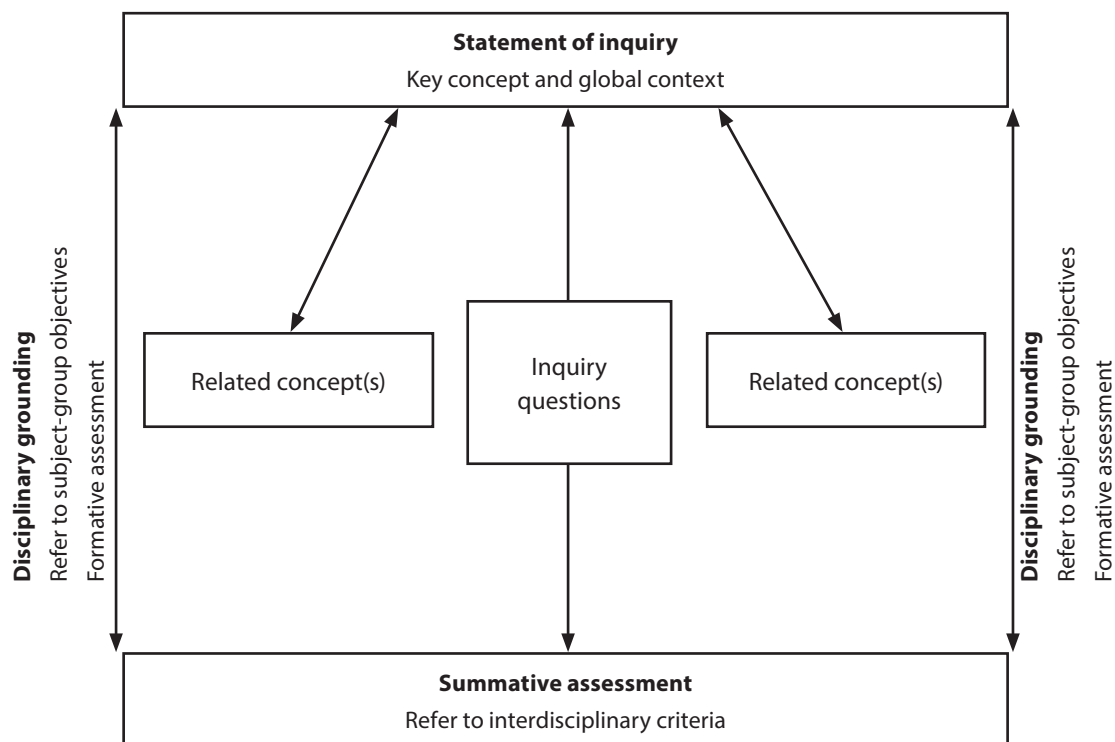 Statement of inquiry
Key concept and global context
Disciplinary grounding
Refer to subject-group objectives
Formative assessment
Related concept(s)
Inquiry
questions
Related concept(s)
Disciplinary grounding
Refer to subject-group objectives
Formative assessment
Summative assessment
Refer to interdisciplinary criteria